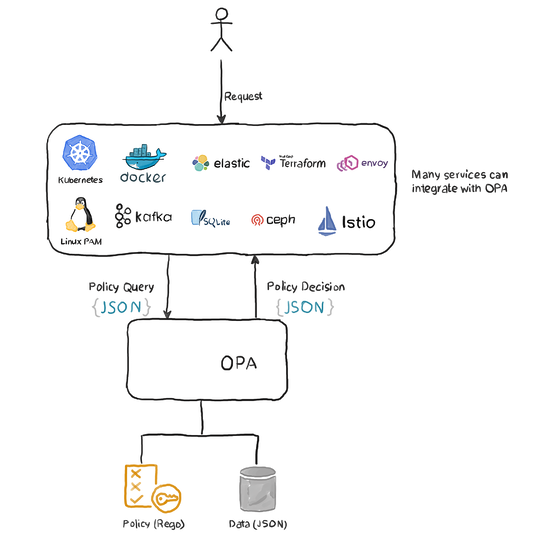 Request
Kubernetes
docker
elastic
HashiCorp
Terraform
envoy
Many services can
integrate with OPA
Linux PAM
kafka
SQLite
ceph
Istio
Policy Query
{JSON}
Policy Decision
{JSON}
OPA
Policy (Rego)
Data (JSON)